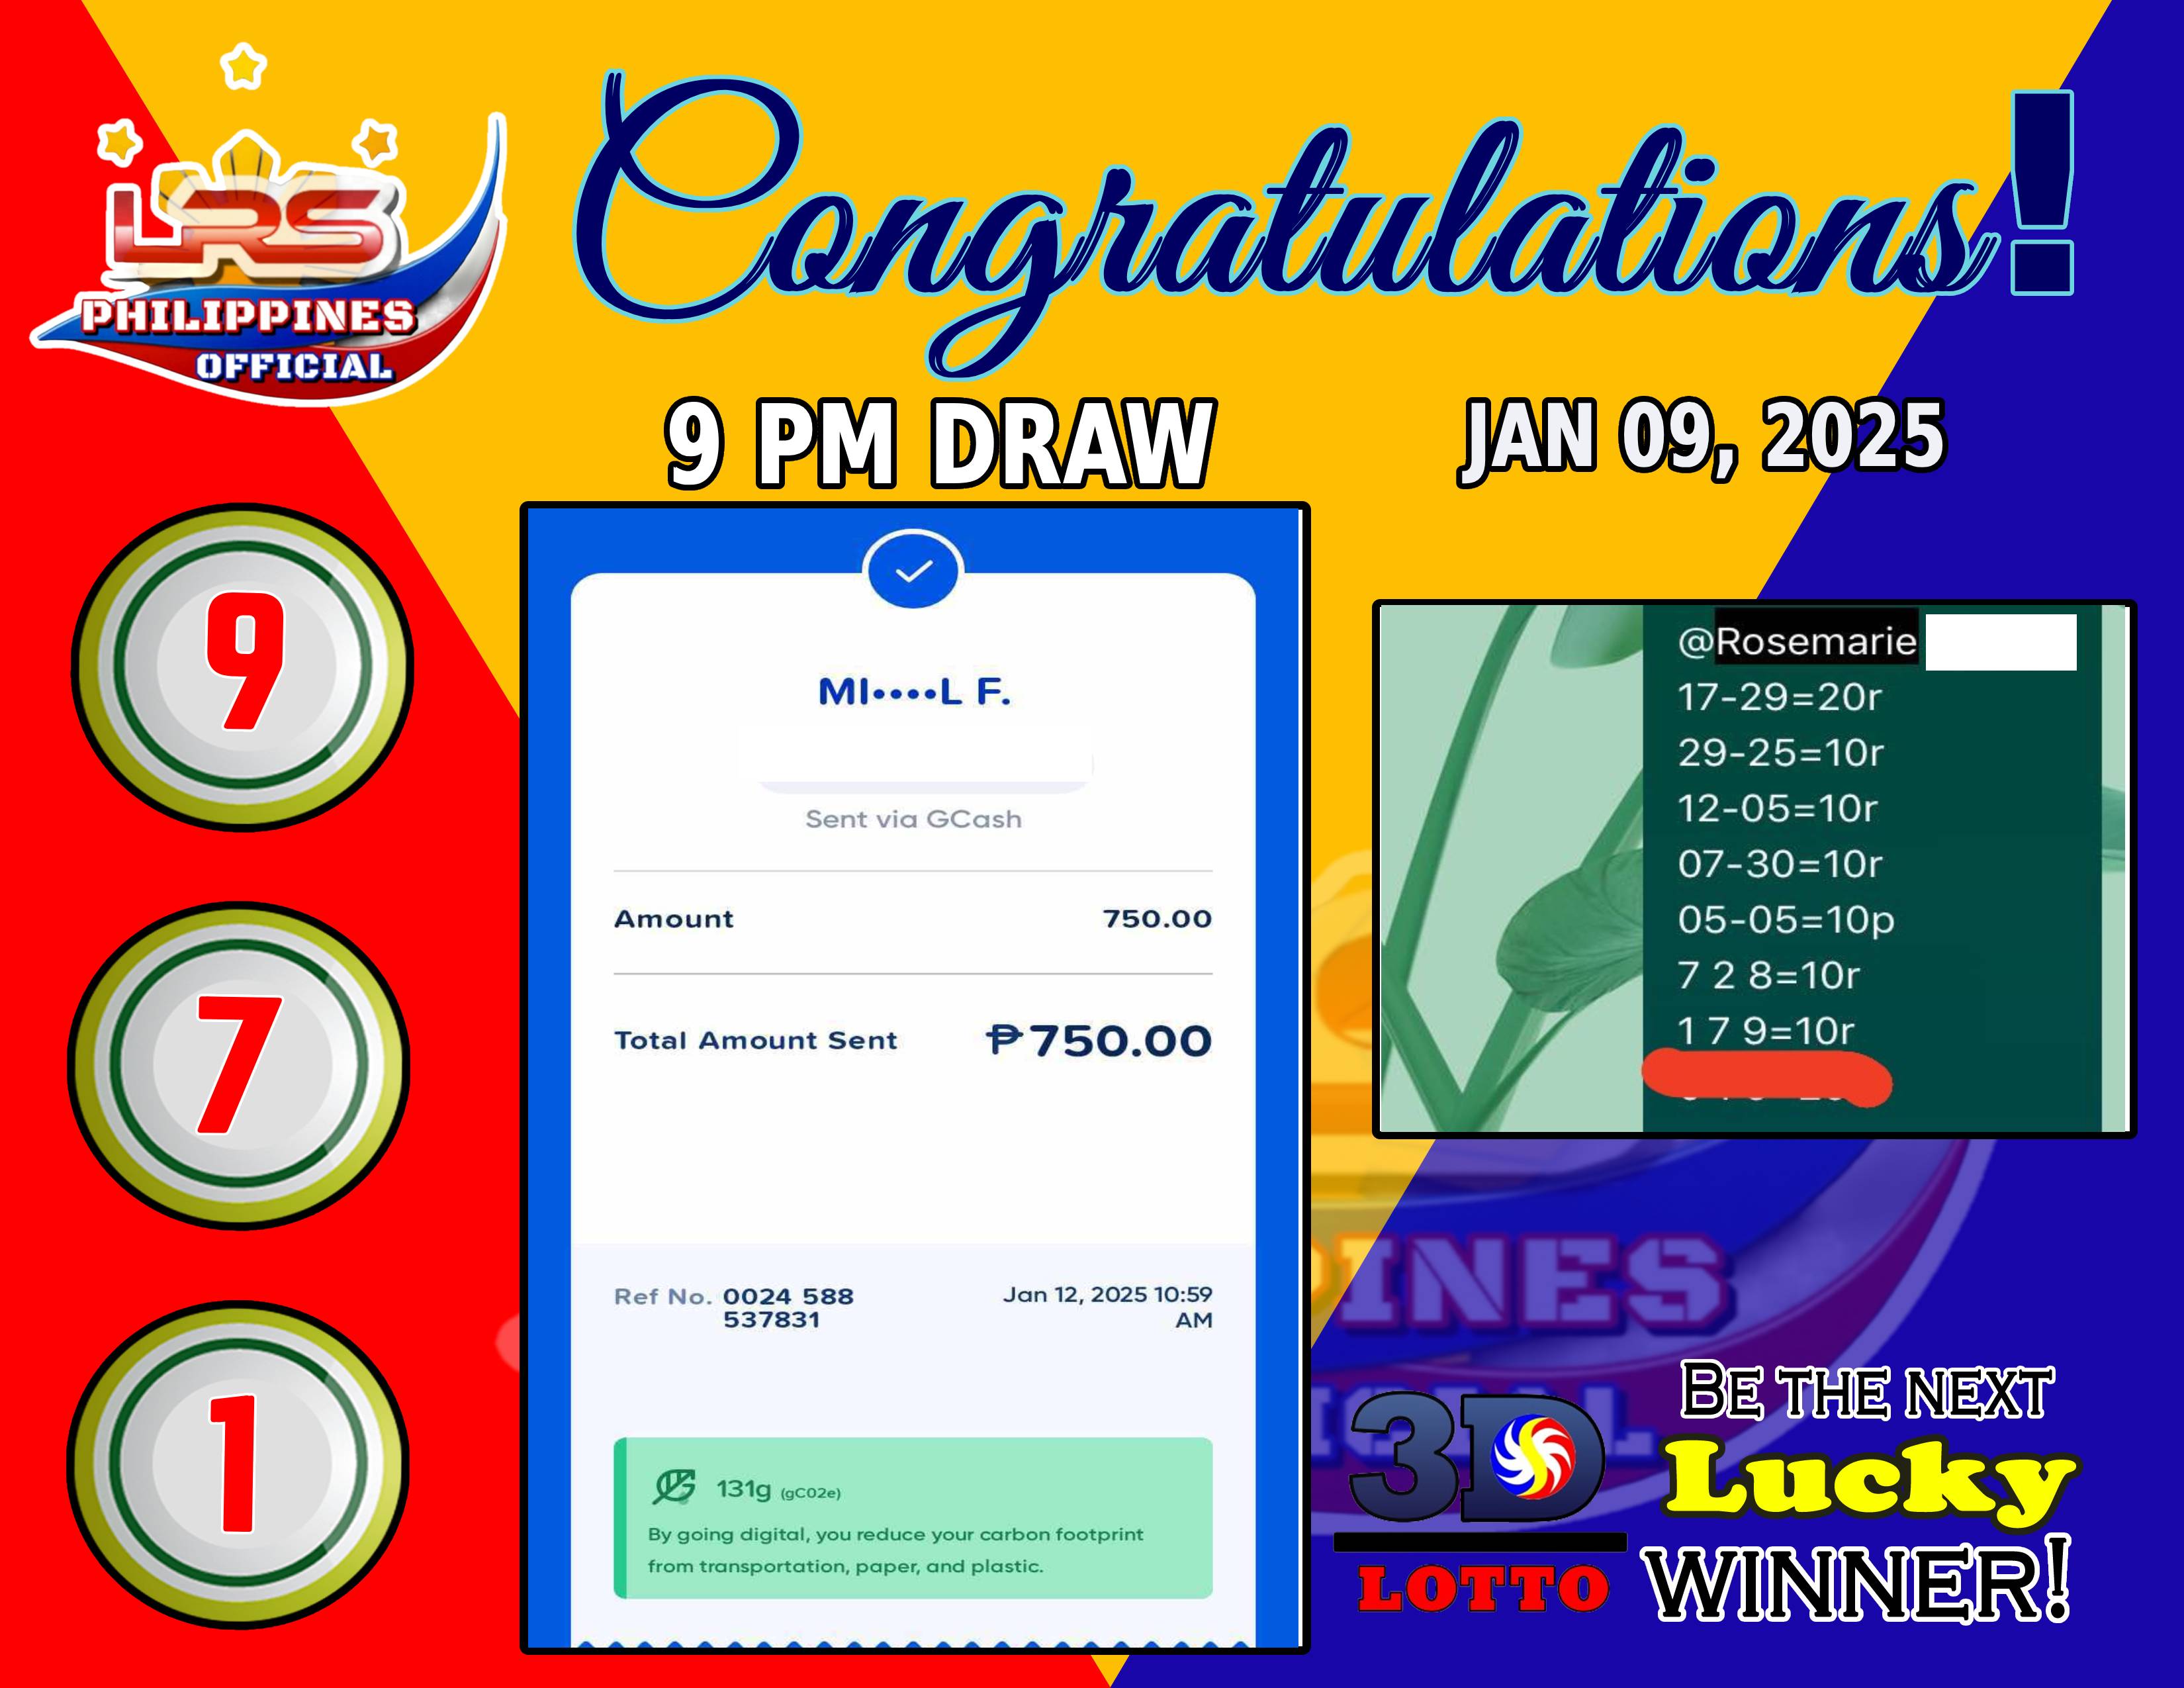 LRS
PHILIPPINES
OFFICIAL
Congratulations!
9 PM DRAW
JAN 09, 2025
9
7
1
MI••••L F.
Sent via GCash
Amount 750.00
Total Amount Sent ₱750.00
Ref No. 0024 588
537831
Jan 12, 2025 10:59
AM
131g (gCO2e)
By going digital, you reduce your carbon footprint
from transportation, paper, and plastic.
@Rosemarie
17-29=20r
29-25=10r
12-05=10r
07-30=10r
05-05=10p
7 2 8=10r
1 7 9=10r
INES
3D
LOTTO
BE THE NEXT
Lucky
WINNER!